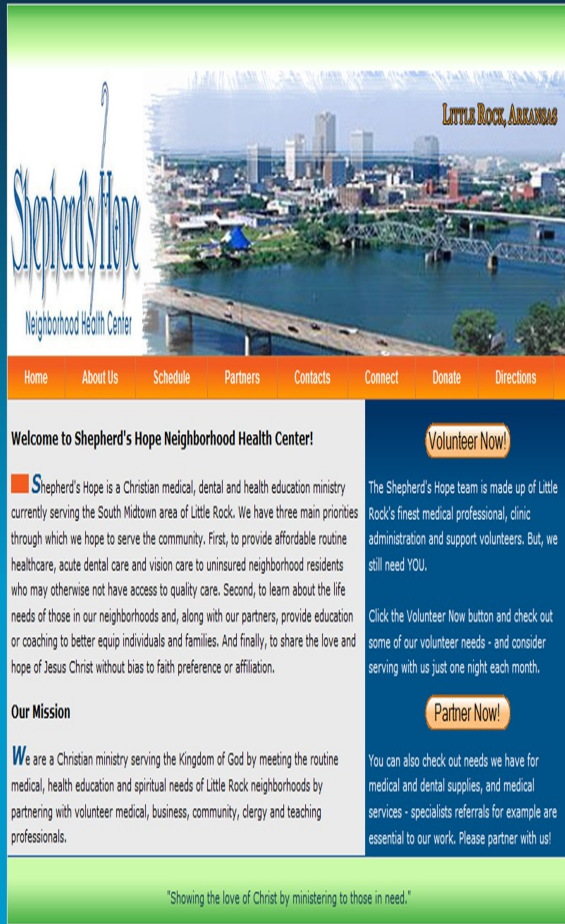 LITTLE ROCK, ARKANSAS
Shepherd's Hope
Neighborhood Health Center
Home About Us Schedule Partners Contacts Connect Donate Directions
Welcome to Shepherd's Hope Neighborhood Health Center!
Shepherd's Hope is a Christian medical, dental and health education ministry
currently serving the South Midtown area of Little Rock. We have three main priorities
through which we hope to serve the community. First, to provide affordable routine
healthcare, acute dental care and vision care to uninsured neighborhood residents
who may otherwise not have access to quality care. Second, to learn about the life
needs of those in our neighborhoods and, along with our partners, provide education
or coaching to better equip individuals and families. And finally, to share the love and
hope of Jesus Christ without bias to faith preference or affiliation.
Our Mission
We are a Christian ministry serving the Kingdom of God by meeting the routine
medical, health education and spiritual needs of Little Rock neighborhoods by
partnering with volunteer medical, business, community, clergy and teaching
professionals.
Volunteer Now!
The Shepherd's Hope team is made up of Little
Rock's finest medical professional, clinic
administration and support volunteers. But, we
still need YOU.
Click the Volunteer Now button and check out
some of our volunteer needs - and consider
serving with us just one night each month.
Partner Now!
You can also check out needs we have for
medical and dental supplies, and medical
services - specialists referrals for example are
essential to our work. Please partner with us!
"Showing the love of Christ by ministering to those in need."